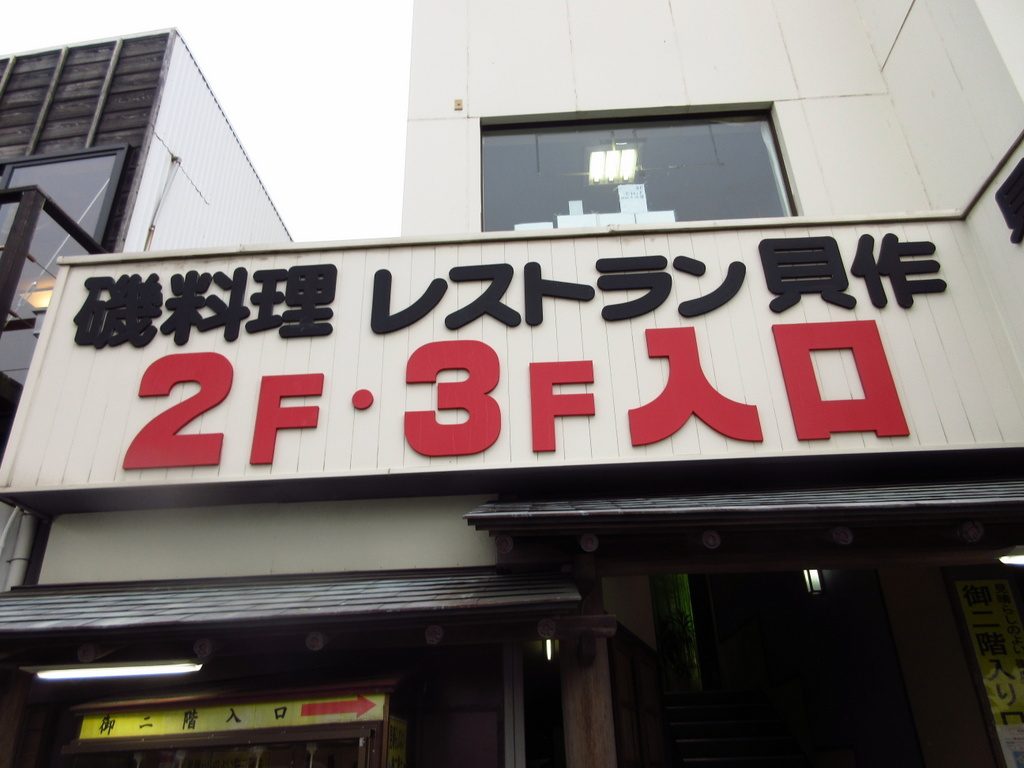 磯料理 レストラン 貝作
2F・3F入口
御二階入口
御二階入り口